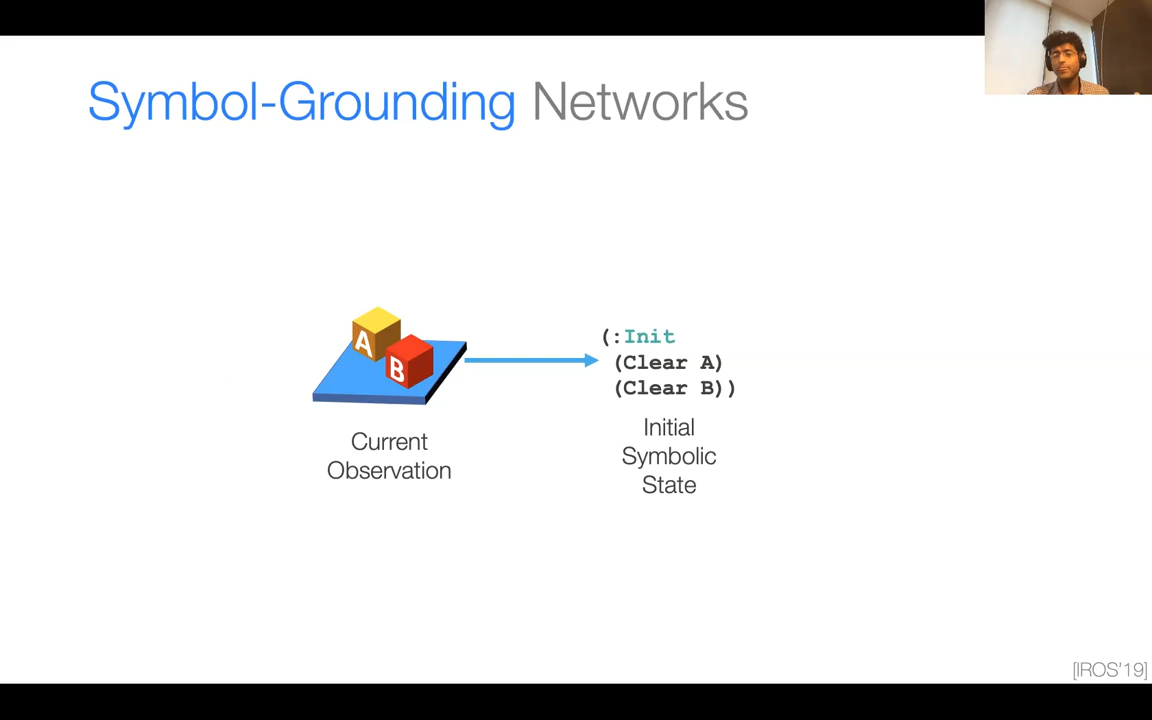 Symbol-Grounding Networks
A
B
(:Init
(Clear A)
(Clear B))
Current
Observation
Initial
Symbolic
State
[IROS'19]